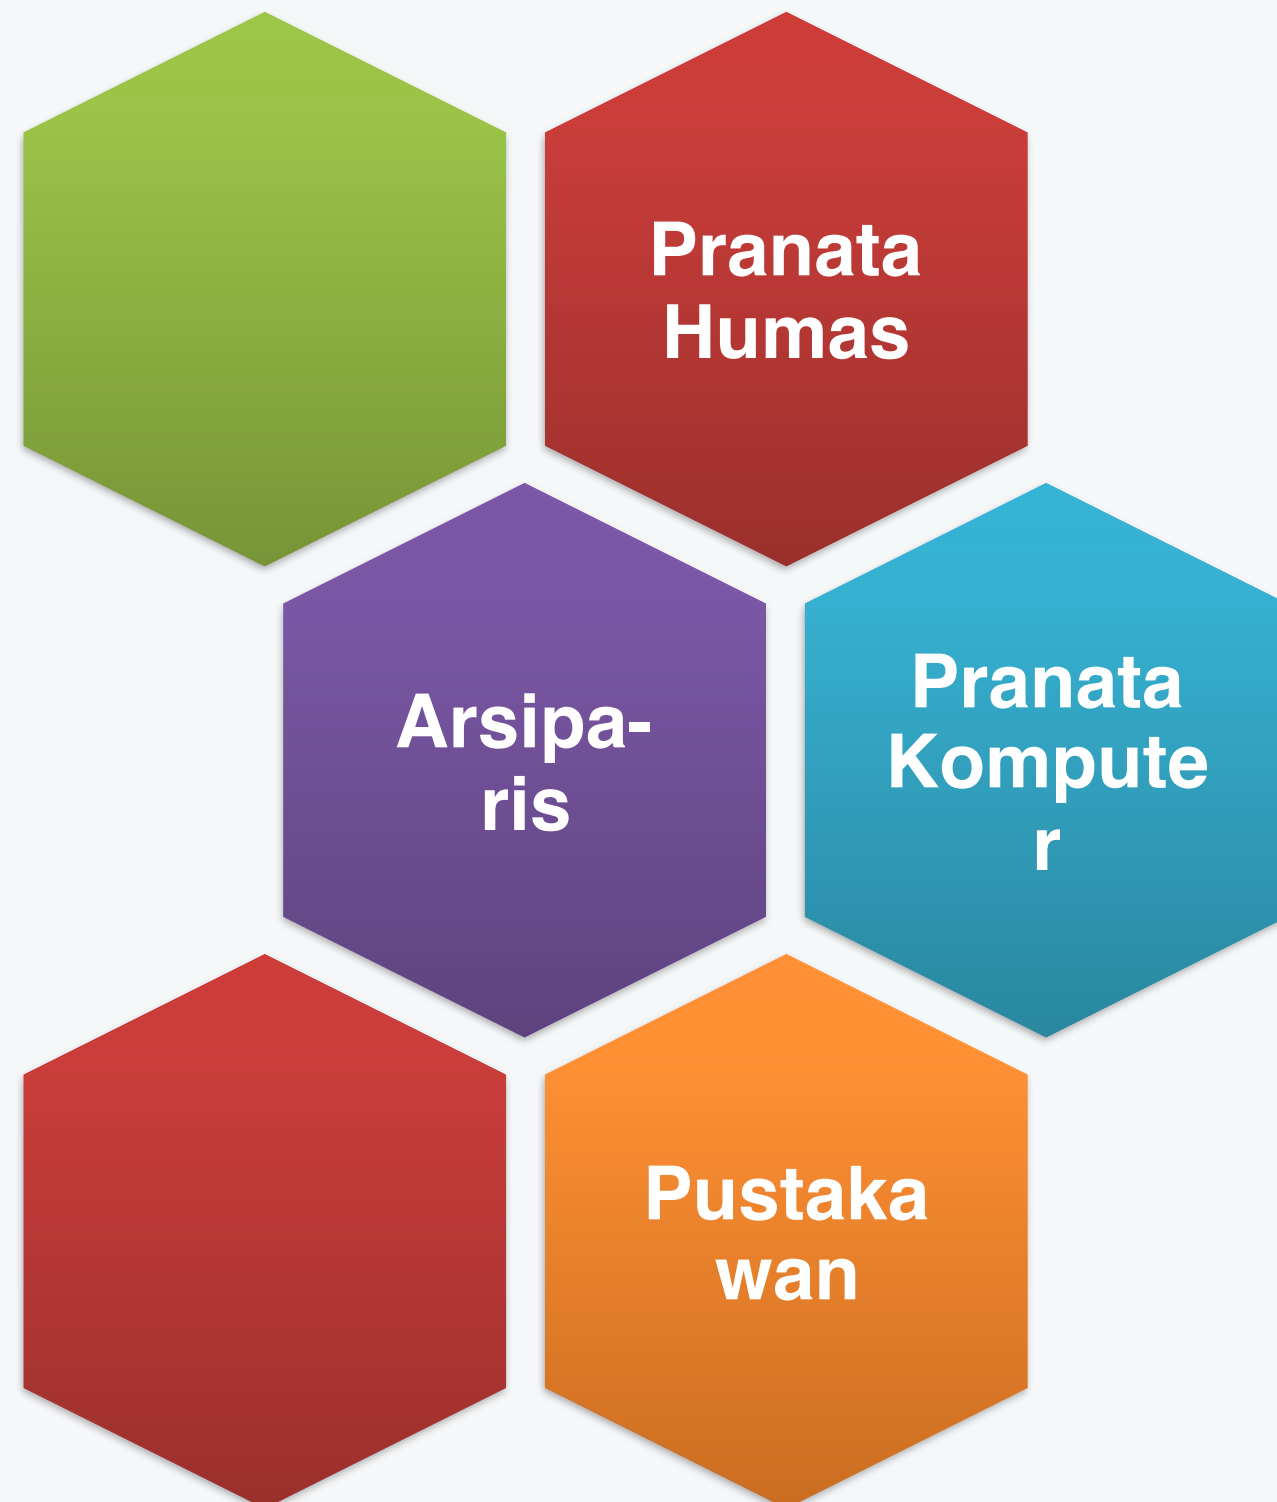 Pranata
Humas
Arsipa-
ris
Pranata
Kompute
r
Pustaka
wan